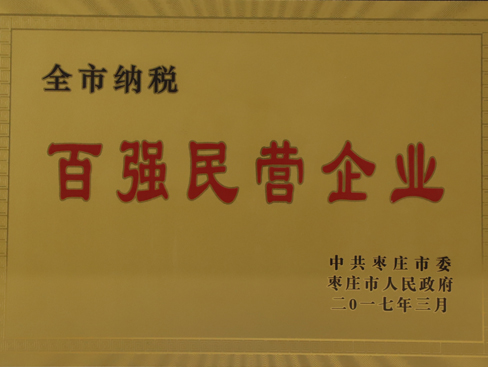 全市纳税
百强民营企业
中共枣庄市委
枣庄市人民政府
二0一七年三月